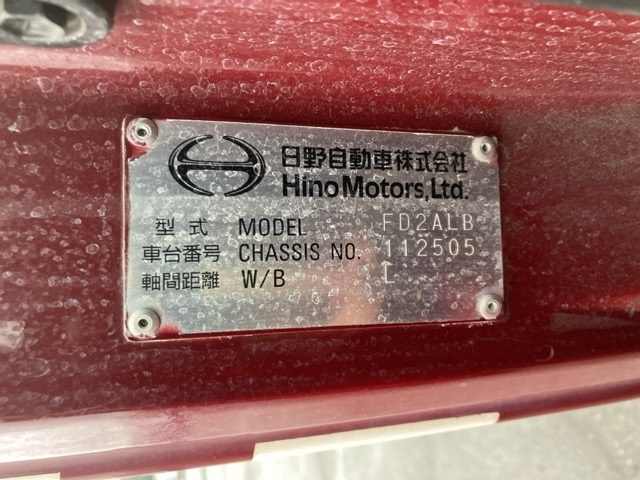 日野自動車株式会社
Hino Motors, Ltd.
型式 MODEL FD2ALB
車台番号 CHASSIS NO. 112505
軸間距離 W/B L